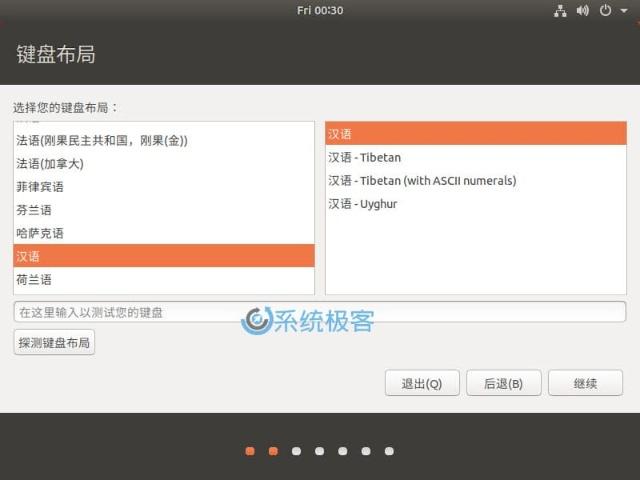 Fri 00:30
键盘布局
选择您的键盘布局：
法语(刚果民主共和国，刚果(金))
法语(加拿大)
菲律宾语
芬兰语
哈萨克语
汉语
荷兰语
汉语
汉语 - Tibetan
汉语 - Tibetan (with ASCII numerals)
汉语 - Uyghur
在这里输入以测试您的键盘
系统极客
探测键盘布局
退出(Q)
后退(B)
继续